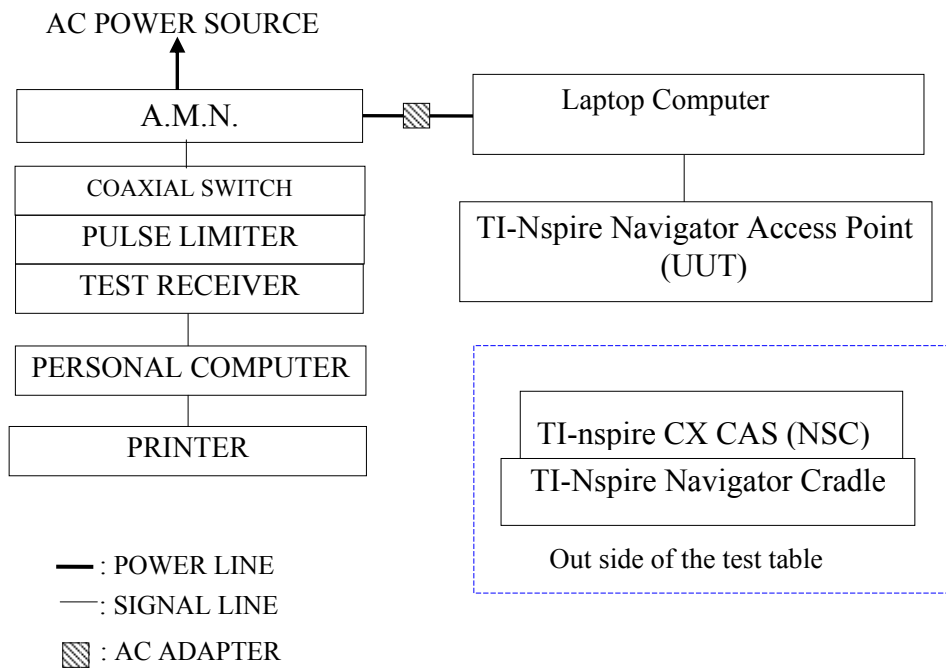 AC POWER SOURCE
A.M.N.
Laptop Computer
COAXIAL SWITCH
PULSE LIMITER
TEST RECEIVER
TI-Nspire Navigator Access Point
(UUT)
PERSONAL COMPUTER
PRINTER
TI-nspire CX CAS (NSC)
TI-Nspire Navigator Cradle
Out side of the test table
: POWER LINE
: SIGNAL LINE
: AC ADAPTER